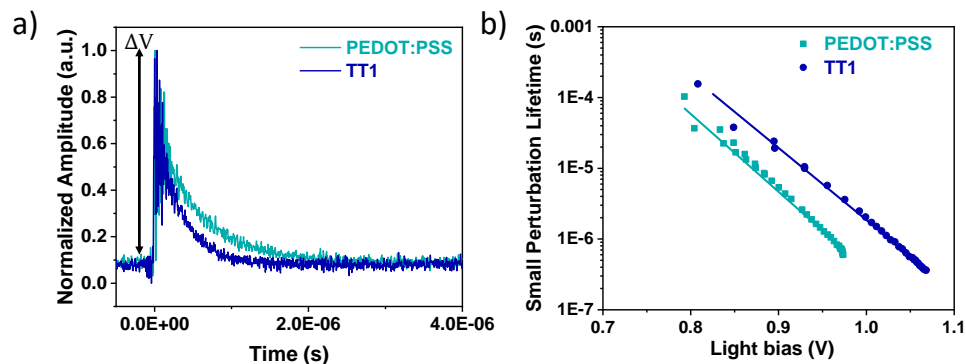 a)
ΔV
PEDOT:PSS
TT1
1.0
0.8
0.6
0.4
0.2
0.0
Normalized Amplitude (a.u.)
0.0E+00 2.0E-06 4.0E-06
Time (s)
b)
PEDOT:PSS
TT1
0.001
1E-4
1E-5
1E-6
1E-7
Small Perturbation Lifetime (s)
0.7 0.8 0.9 1.0 1.1
Light bias (V)